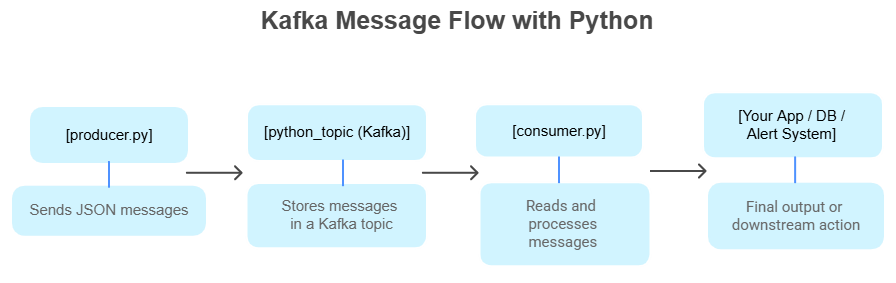 Kafka Message Flow with Python
[producer.py]
Sends JSON messages
[python_topic (Kafka)]
Stores messages
in a Kafka topic
[consumer.py]
Reads and
processes
messages
[Your App / DB /
Alert System]
Final output or
downstream action